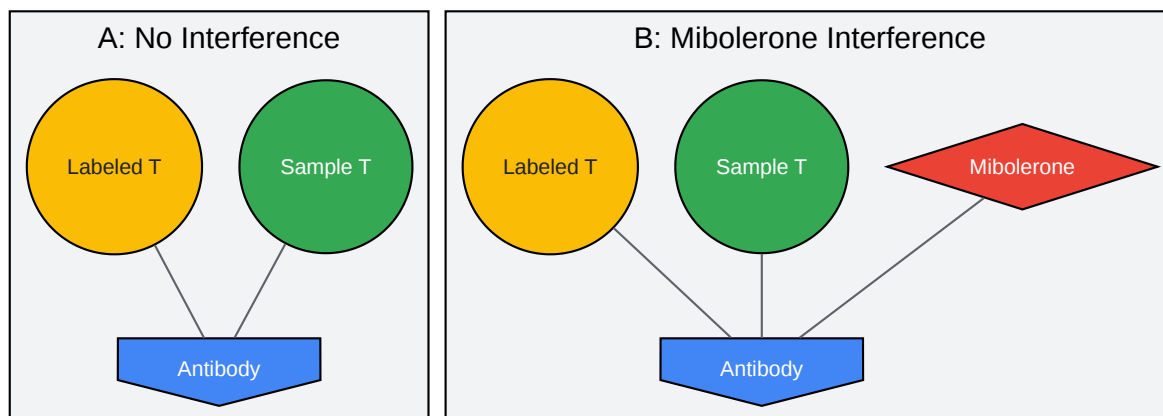 A: No Interference
Labeled T
Sample T
Antibody
B: Mibolerone Interference
Labeled T
Sample T
Mibolerone
Antibody